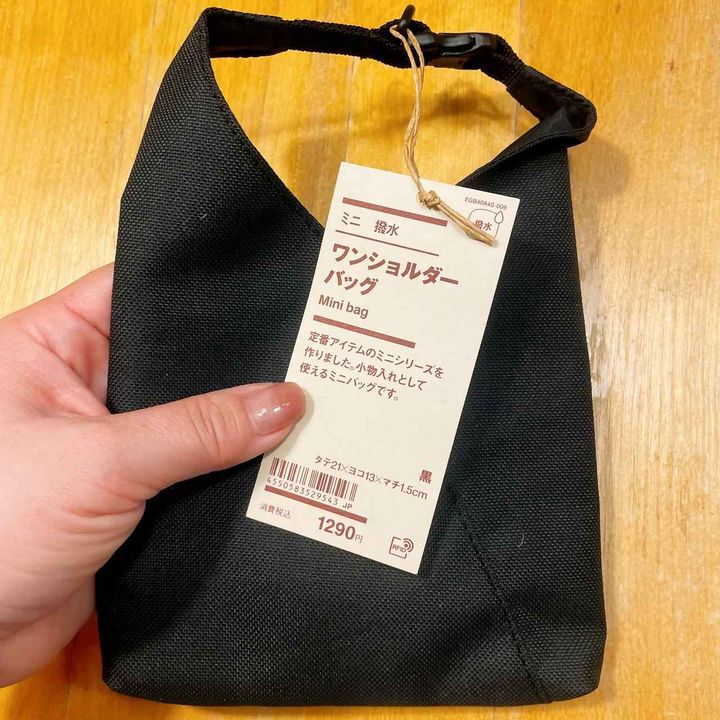 EGB40A4S-009
撥水
ミニ 撥水
ワンショルダー
バッグ
Mini bag
定番アイテムのミニシリーズを
作りました。小物入れとして
使えるミニバッグです。
黒
タテ21×ヨコ13×マチ1.5cm
4550583529543 JP
消費税込 1290円
RFID